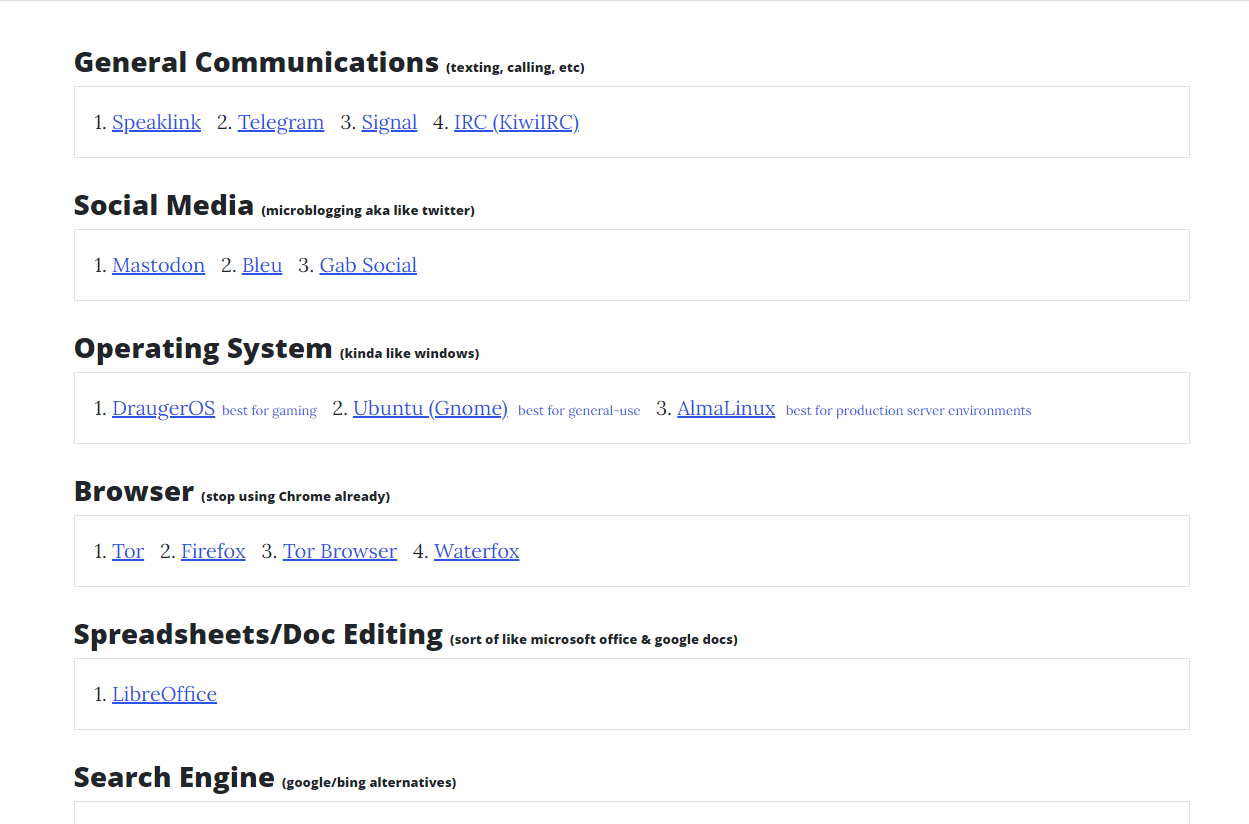 General Communications (texting, calling, etc)
1. Speaklink 2. Telegram 3. Signal 4. IRC (KiwiIRC)
Social Media (microblogging aka like twitter)
1. Mastodon 2. Bleu 3. Gab Social
Operating System (kinda like windows)
1. DraugerOS best for gaming 2. Ubuntu (Gnome) best for general-use 3. AlmaLinux best for production server environments
Browser (stop using Chrome already)
1. Tor 2. Firefox 3. Tor Browser 4. Waterfox
Spreadsheets/Doc Editing (sort of like microsoft office & google docs)
1. LibreOffice
Search Engine (google/bing alternatives)